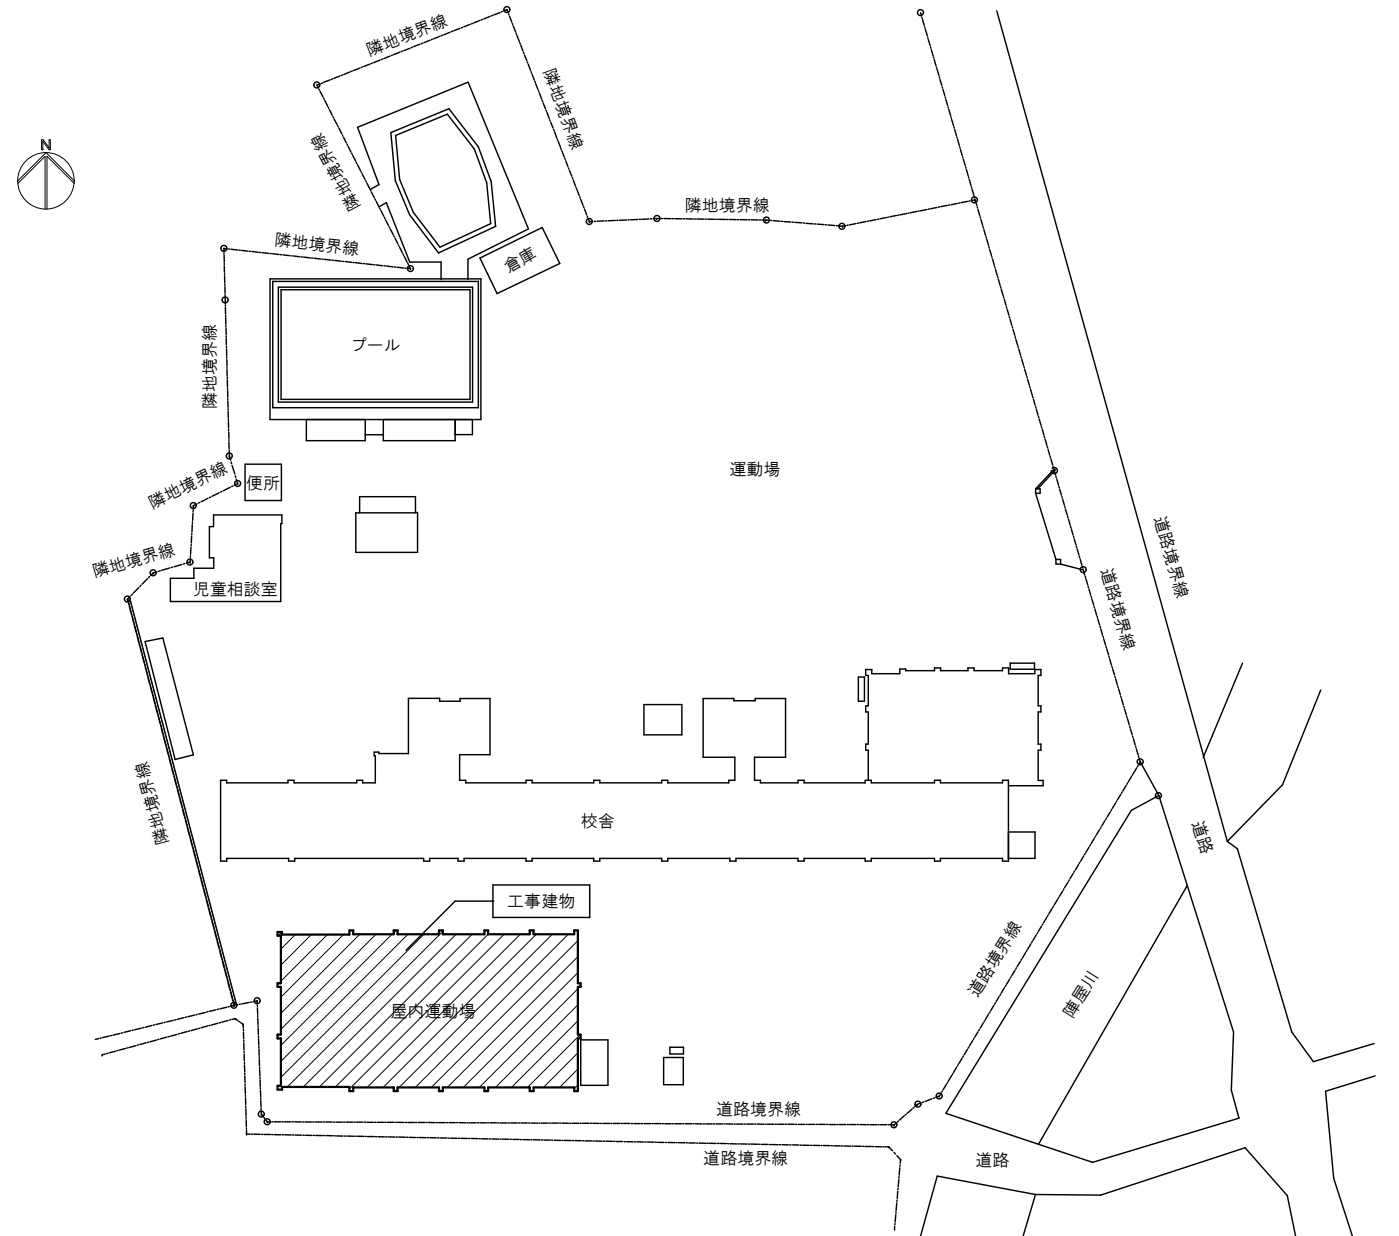 隣地境界線
隣地境界線
N
隣地境界線
隣地境界線
隣地境界線
倉庫
隣地境界線
プール
運動場
隣地境界線
便所
道路境界線
隣地境界線
児童相談室
道路境界線
隣地境界線
校舎
道路
工事建物
道路境界線
陣屋川
屋内運動場
道路境界線
道路境界線
道路